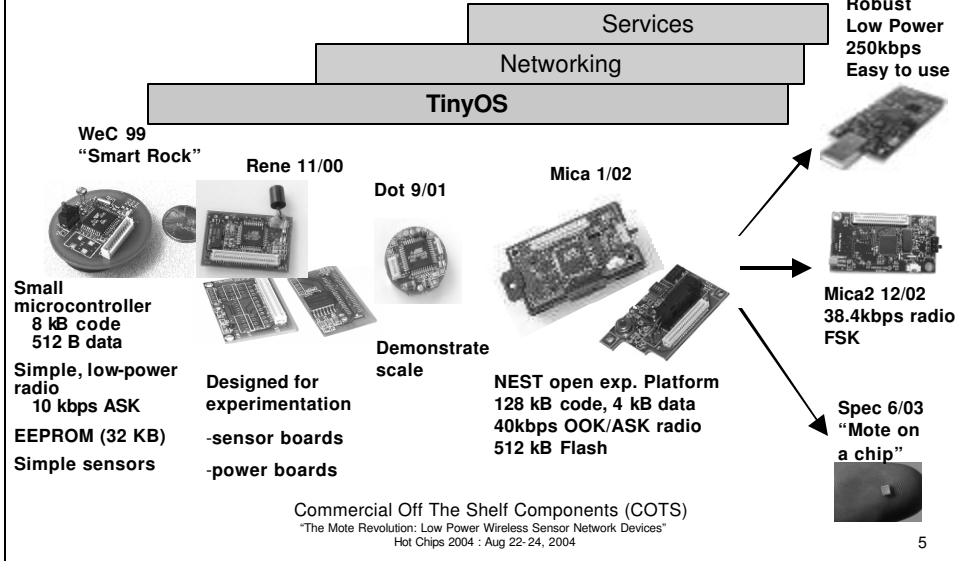 Services
Networking
TinyOS
Robust
Low Power
250kbps
Easy to use
WeC 99
“Smart Rock”
Rene 11/00
Dot 9/01
Mica 1/02
Small
microcontroller
8 kB code
512 B data
Simple, low-power
radio
10 kbps ASK
EEPROM (32 KB)
Simple sensors
Designed for
experimentation
-sensor boards
-power boards
Demonstrate
scale
NEST open exp. Platform
128 kB code, 4 kB data
40kbps OOK/ASK radio
512 kB Flash
Mica2 12/02
38.4kbps radio
FSK
Spec 6/03
“Mote on
a chip”
Commercial Off The Shelf Components (COTS)
“The Mote Revolution: Low Power Wireless Sensor Network Devices”
Hot Chips 2004 : Aug 22-24, 2004
5